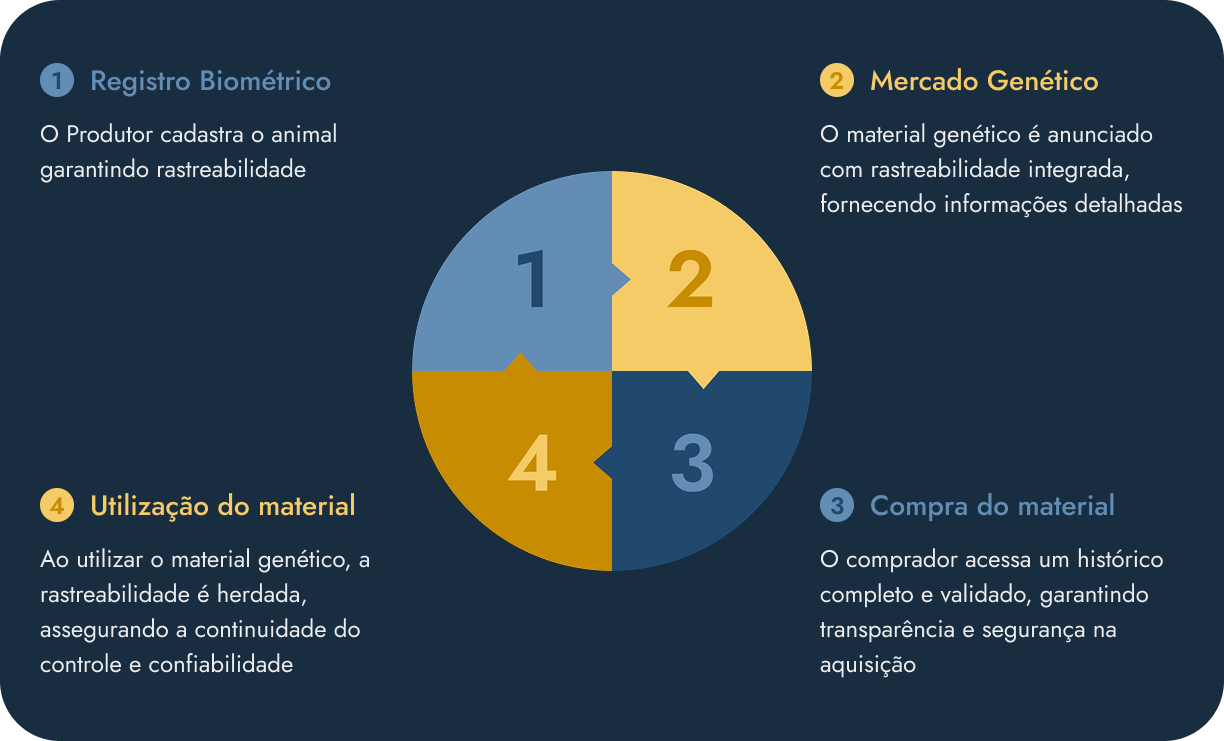 1 Registro Biométrico
O Produtor cadastra o animal
garantindo rastreabilidade
2 Mercado Genético
O material genético é anunciado
com rastreabilidade integrada,
fornecendo informações detalhadas
1
2
4
3
4 Utilização do material
Ao utilizar o material genético, a
rastreabilidade é herdada,
assegurando a continuidade do
controle e confiabilidade
3 Compra do material
O comprador acessa um histórico
completo e validado, garantindo
transparência e segurança na
aquisição